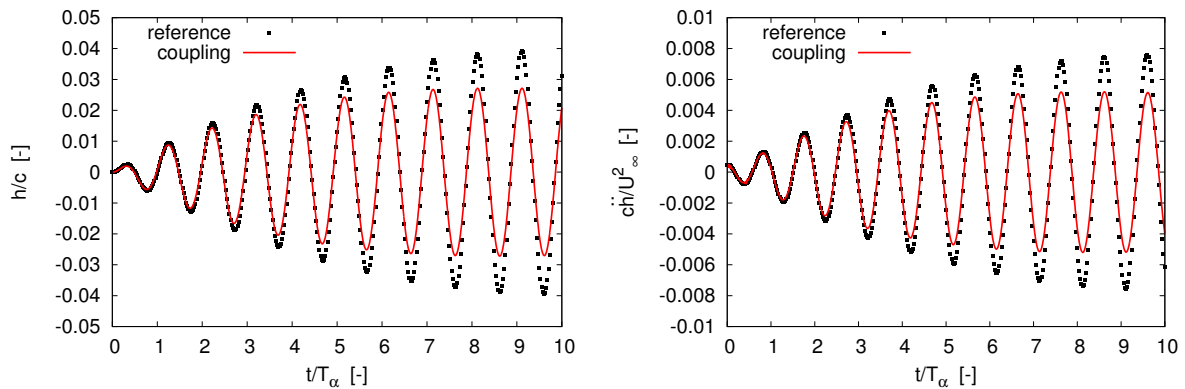 0.05
0.04
0.03
0.02
0.01
0
-0.01
-0.02
-0.03
-0.04
-0.05
h/c [-]
reference
coupling
0 1 2 3 4 5 6 7 8 9 10
t/Tα [-]
0.01
0.008
0.006
0.004
0.002
0
-0.002
-0.004
-0.006
-0.008
-0.01
cḧ/U²∞ [-]
reference
coupling
0 1 2 3 4 5 6 7 8 9 10
t/Tα [-]